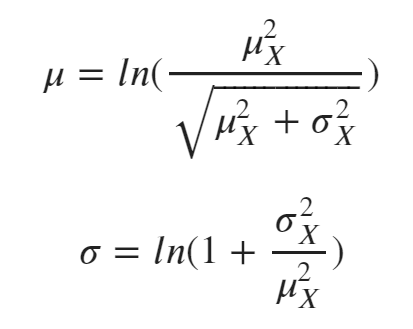 μ = ln(μ_X^2 / √(μ_X^2 + σ_X^2))
σ = ln(1 + σ_X^2 / μ_X^2)